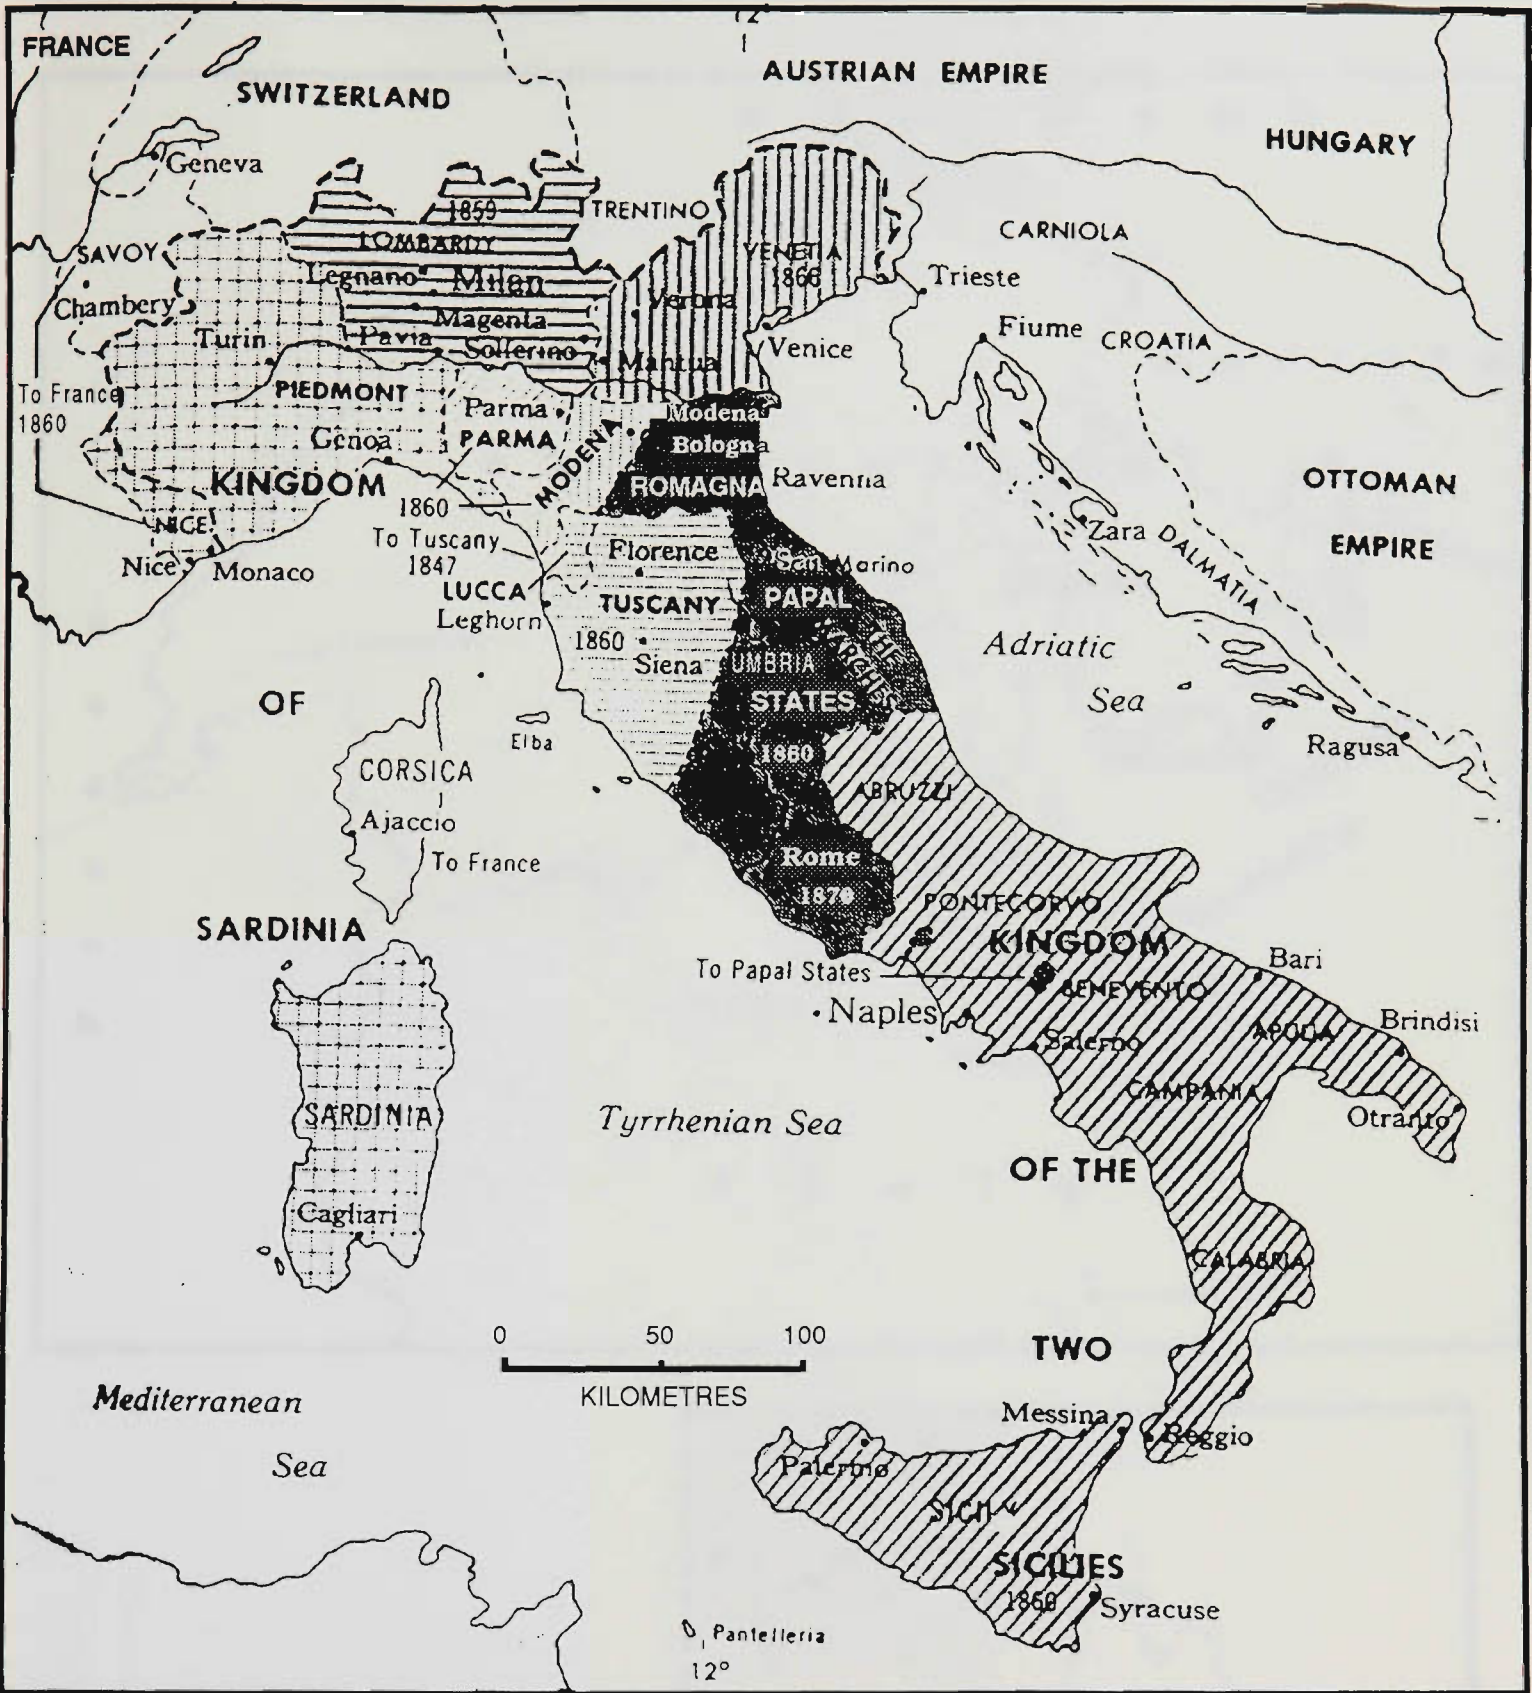 12°
FRANCE
AUSTRIAN EMPIRE
SWITZERLAND
HUNGARY
Geneva
1859
TRENTINO
CARNIOLA
LOMBARDY
SAVOY
VENETIA
1866
Legnano
Milan
Trieste
Chambery
Verona
Magenta
Fiume
CROATIA
Turin
Pavia
Solferino
Mantua
Venice
To France
1860
PIEDMONT
Parma
PARMA
Modena
MODENA
Bologna
Genoa
KINGDOM
ROMAGNA
Ravenna
OTTOMAN
EMPIRE
1860
NICE
Nice
Monaco
To Tuscany
1847
Florence
San Marino
Zara
DALMATIA
LUCCA
Leghorn
TUSCANY
PAPAL
1860
Siena
UMBRIA
THE
MARCHES
STATES
Adriatic
Sea
OF
Elba
1860
Ragusa
CORSICA
ABRUZZI
Ajaccio
To France
Rome
1870
PONTECORVO
SARDINIA
KINGDOM
Bari
To Papal States
BENEVENTO
Naples
Salerno
APULIA
Brindisi
CAMPANIA
Otranto
SARDINIA
Tyrrhenian Sea
OF THE
Cagliari
CALABRIA
0 50 100
KILOMETRES
TWO
Mediterranean
Sea
Messina
Reggio
Palermo
SICILY
SICILIES
1860
Syracuse
Pantelleria
12°